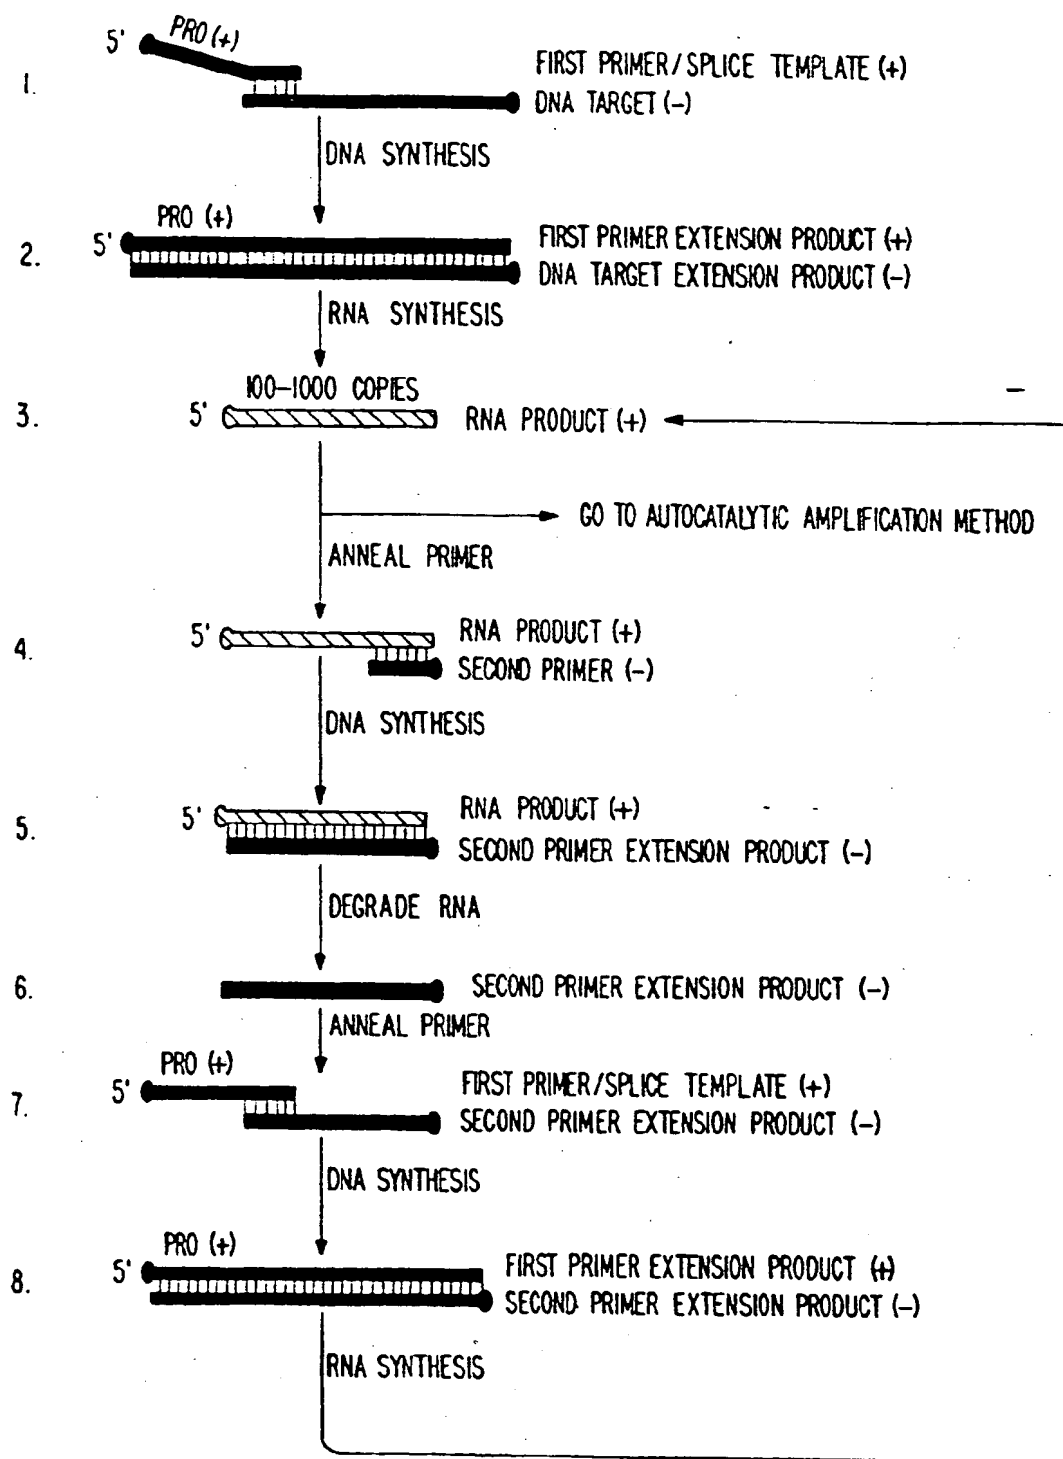 PRO (+)
5'
1.
FIRST PRIMER/SPLICE TEMPLATE (+)
DNA TARGET (-)
DNA SYNTHESIS
PRO (+)
2.
5'
FIRST PRIMER EXTENSION PRODUCT (+)
DNA TARGET EXTENSION PRODUCT (-)
RNA SYNTHESIS
100-1000 COPIES
3.
5'
RNA PRODUCT (+)
GO TO AUTOCATALYTIC AMPLIFICATION METHOD
ANNEAL PRIMER
4.
5'
RNA PRODUCT (+)
SECOND PRIMER (-)
DNA SYNTHESIS
5.
5'
RNA PRODUCT (+)
SECOND PRIMER EXTENSION PRODUCT (-)
DEGRADE RNA
6.
SECOND PRIMER EXTENSION PRODUCT (-)
ANNEAL PRIMER
PRO (+)
7.
5'
FIRST PRIMER/SPLICE TEMPLATE (+)
SECOND PRIMER EXTENSION PRODUCT (-)
DNA SYNTHESIS
PRO (+)
8.
5'
FIRST PRIMER EXTENSION PRODUCT (+)
SECOND PRIMER EXTENSION PRODUCT (-)
RNA SYNTHESIS